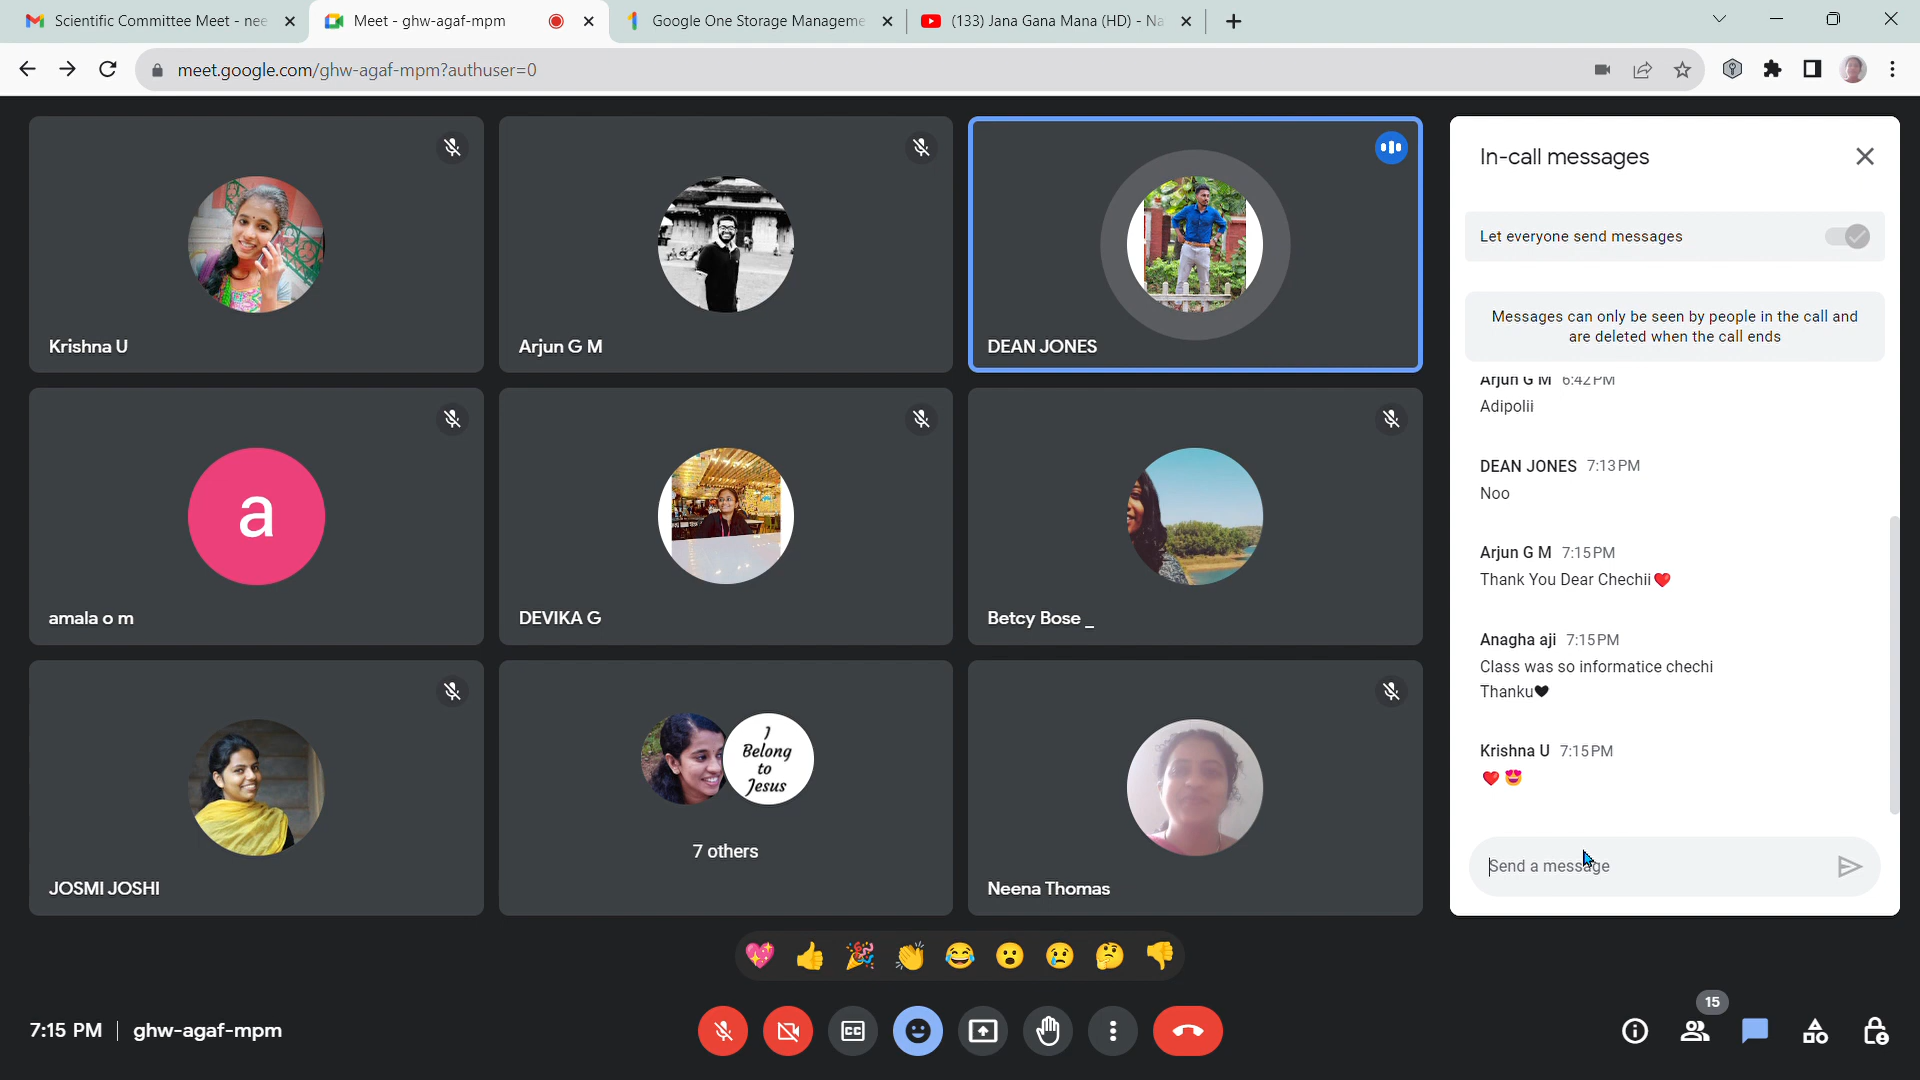 Scientific Committee Meet - nee
Meet - ghw-agaf-mpm
Google One Storage Manageme
(133) Jana Gana Mana (HD) - Na
meet.google.com/ghw-agaf-mpm?authuser=0
Krishna U
Arjun G M
DEAN JONES
amala o m
DEVIKA G
Betcy Bose _
JOSMI JOSHI
I
Belong
to
Jesus
7 others
Neena Thomas
In-call messages
Let everyone send messages
Messages can only be seen by people in the call and
are deleted when the call ends
Arjun G M 6:42 PM
Adipolii
DEAN JONES 7:13 PM
Noo
Arjun G M 7:15 PM
Thank You Dear Chechii❤️
Anagha aji 7:15 PM
Class was so informatice chechi
Thanku🖤
Krishna U 7:15 PM
❤️😍
Send a message
7:15 PM | ghw-agaf-mpm
CC
15
a